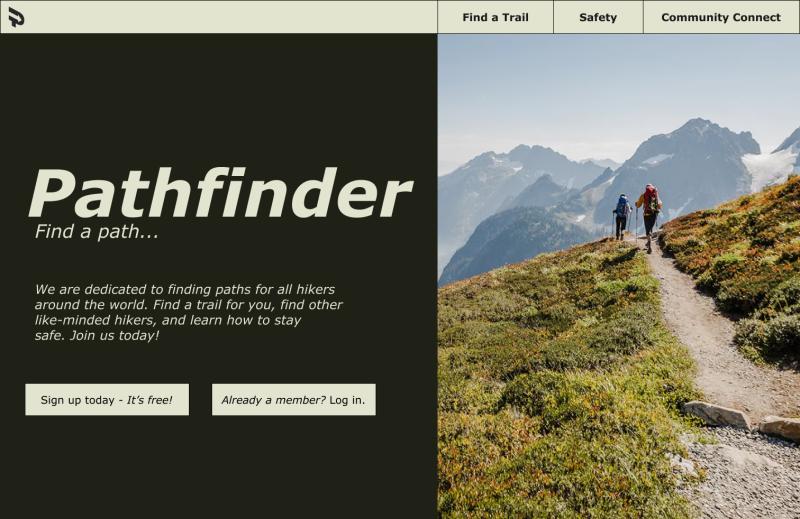 Find a Trail
Safety
Community Connect
Pathfinder
Find a path...
We are dedicated to finding paths for all hikers
around the world. Find a trail for you, find other
like-minded hikers, and learn how to stay
safe. Join us today!
Sign up today - It's free!
Already a member? Log in.